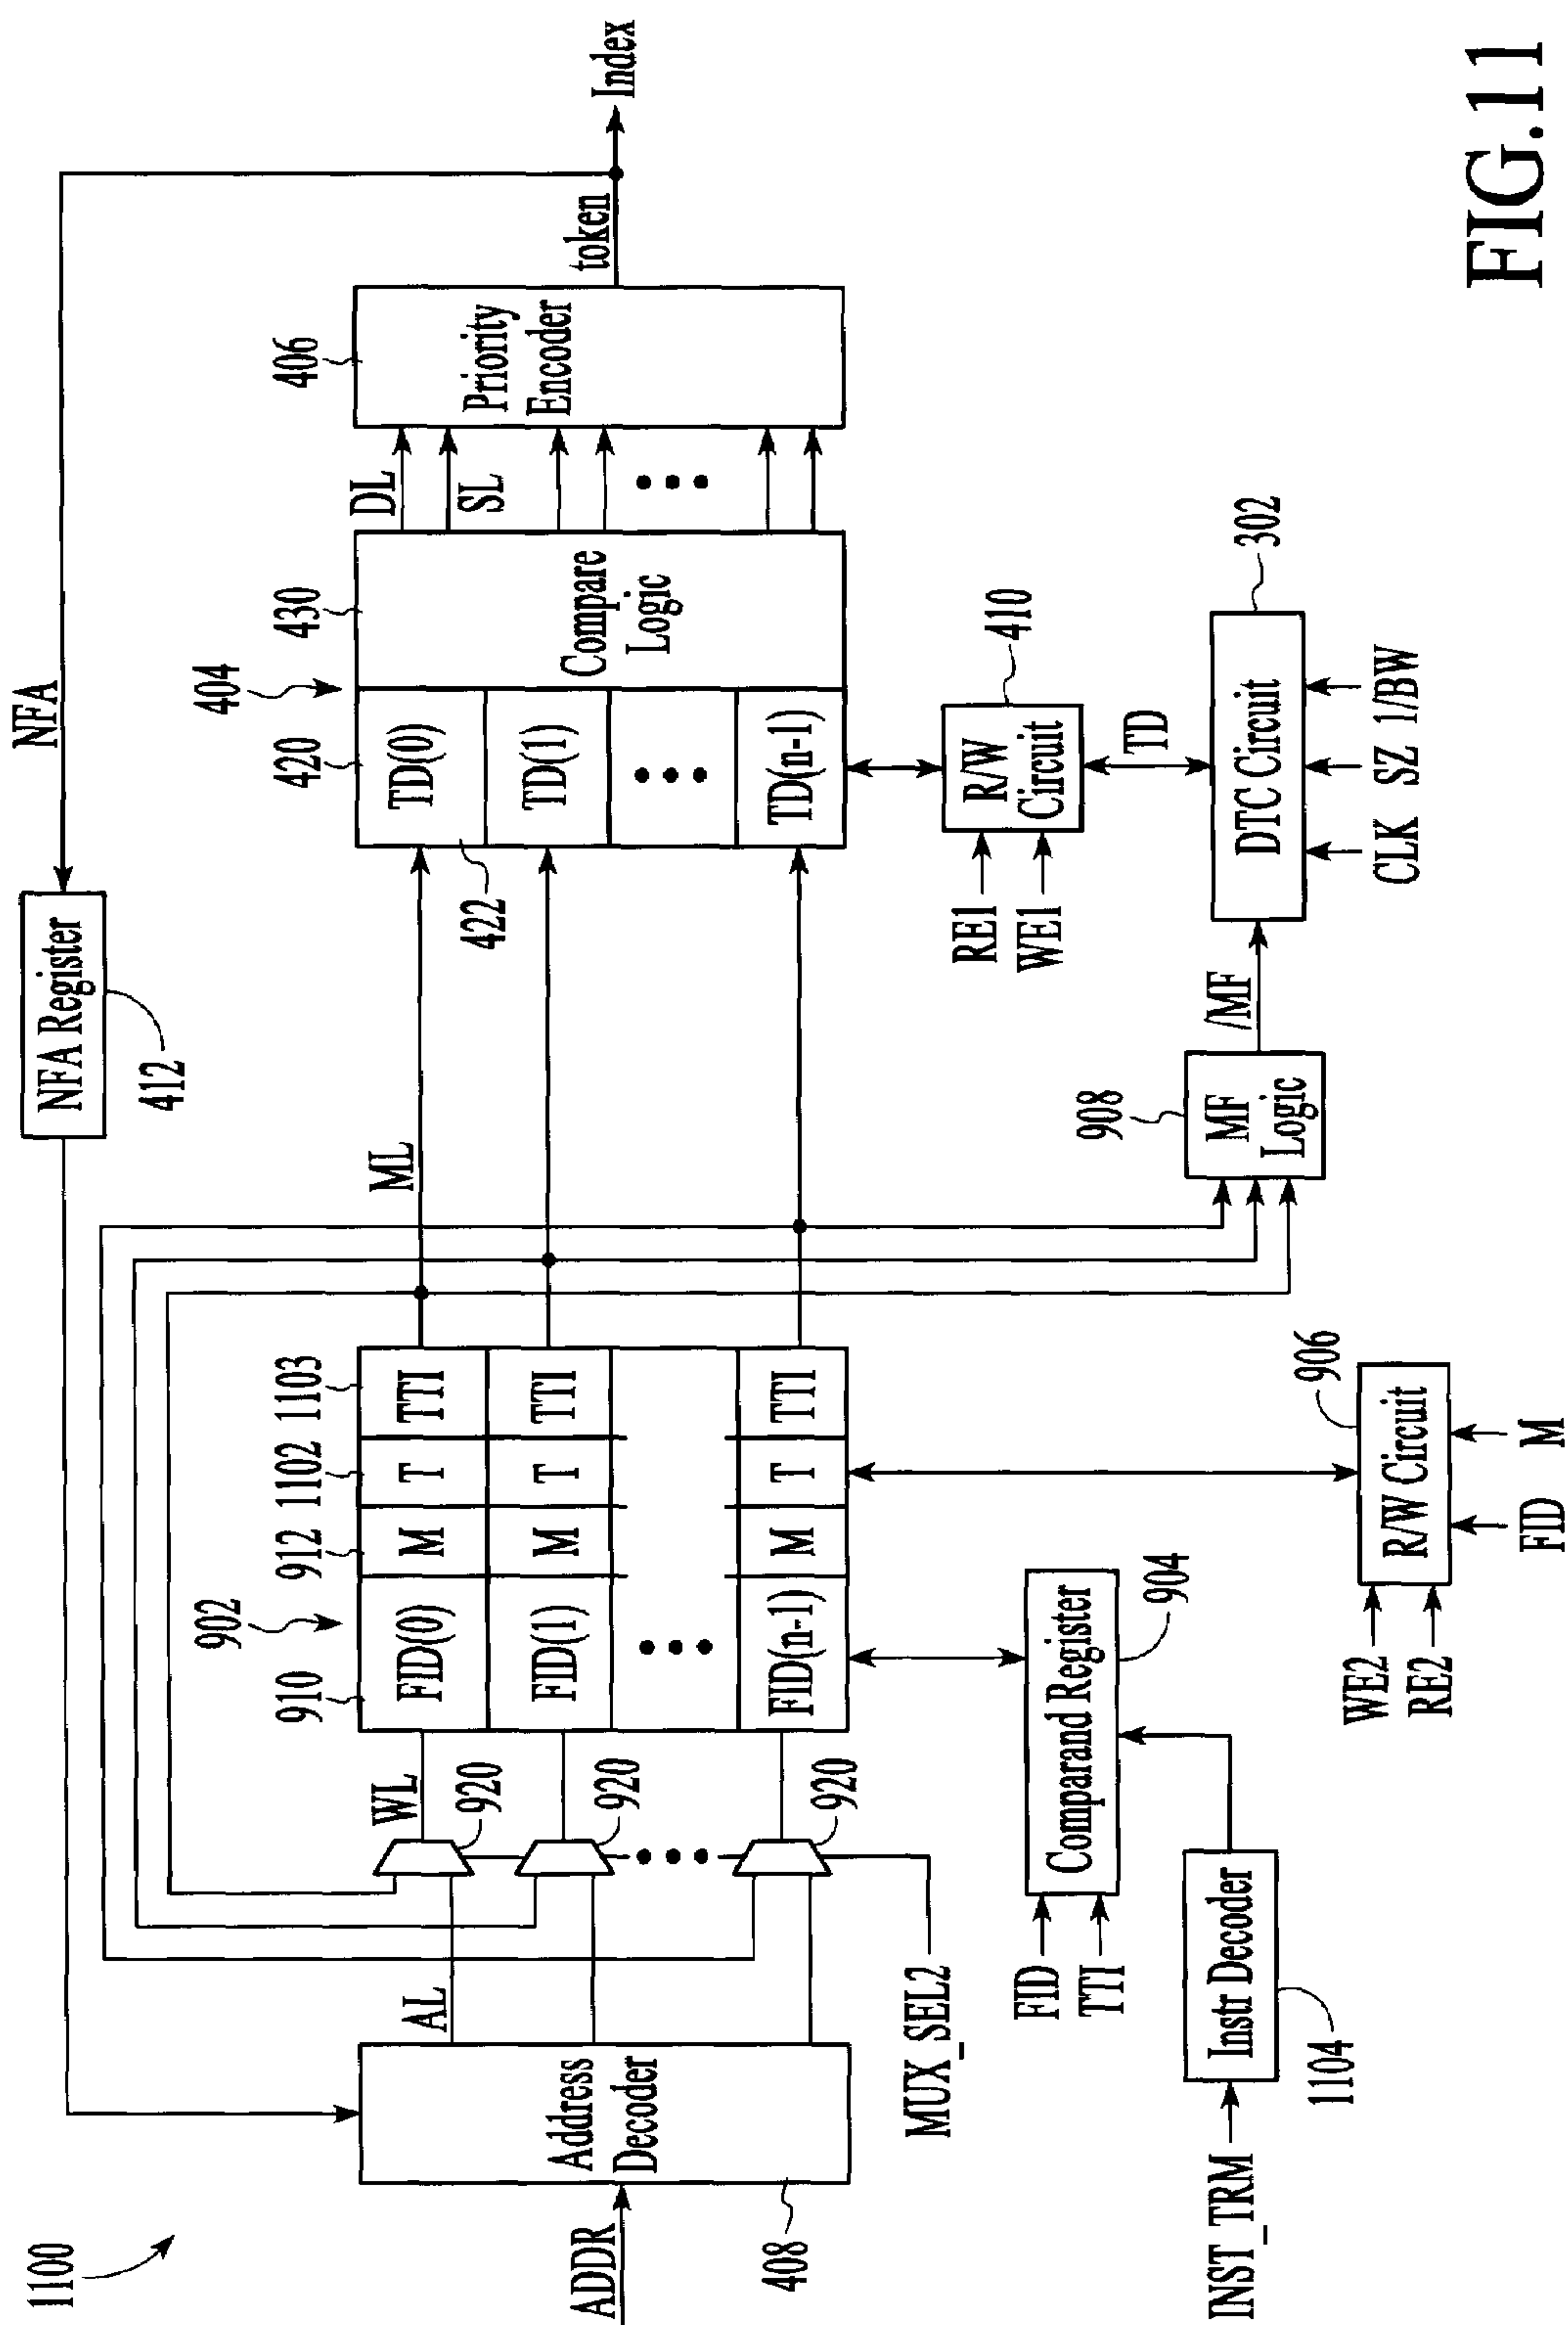 1100
NFA
NFA Register
412
Index
token
ADDR
Address
Decoder
408
AL
WL
920
920
920
MUX_SEL2
902
910
912
1102
1103
FID(0)
M
T
TTI
FID(1)
M
T
TTI
FID(n-1)
M
T
TTI
ML
404
420
430
TD(0)
TD(1)
TD(n-1)
422
Compare
Logic
DL
SL
406
Priority
Encoder
RE1
WE1
R/W
Circuit
410
TD
908
MF
Logic
/MF
DTC Circuit
302
CLK
SZ
1/BW
FID
TTI
Comparand Register
904
INST_TRM
Instr Decoder
1104
WE2
RE2
R/W Circuit
906
FID
M
FIG.11